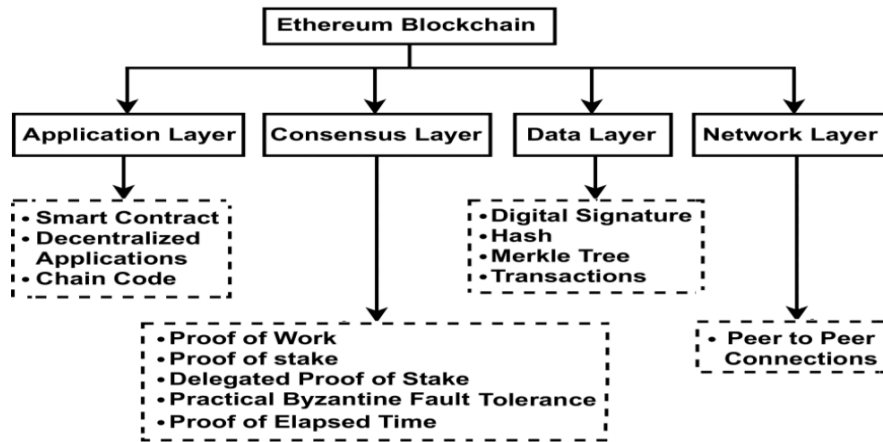 Ethereum Blockchain
Application Layer
Consensus Layer
Data Layer
Network Layer
• Smart Contract
• Decentralized
Applications
• Chain Code
• Digital Signature
• Hash
• Merkle Tree
• Transactions
• Proof of Work
• Proof of stake
• Delegated Proof of Stake
• Practical Byzantine Fault Tolerance
• Proof of Elapsed Time
• Peer to Peer
Connections